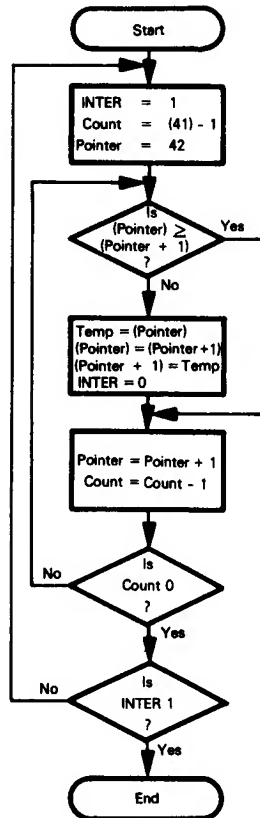 Start
INTER = 1
Count = (41) - 1
Pointer = 42
Is
(Pointer) ≥
(Pointer + 1)
?
Yes
No
Temp = (Pointer)
(Pointer) = (Pointer+1)
(Pointer + 1) = Temp
INTER = 0
Pointer = Pointer + 1
Count = Count - 1
Is
Count 0
?
No
Yes
Is
INTER 1
?
No
Yes
End